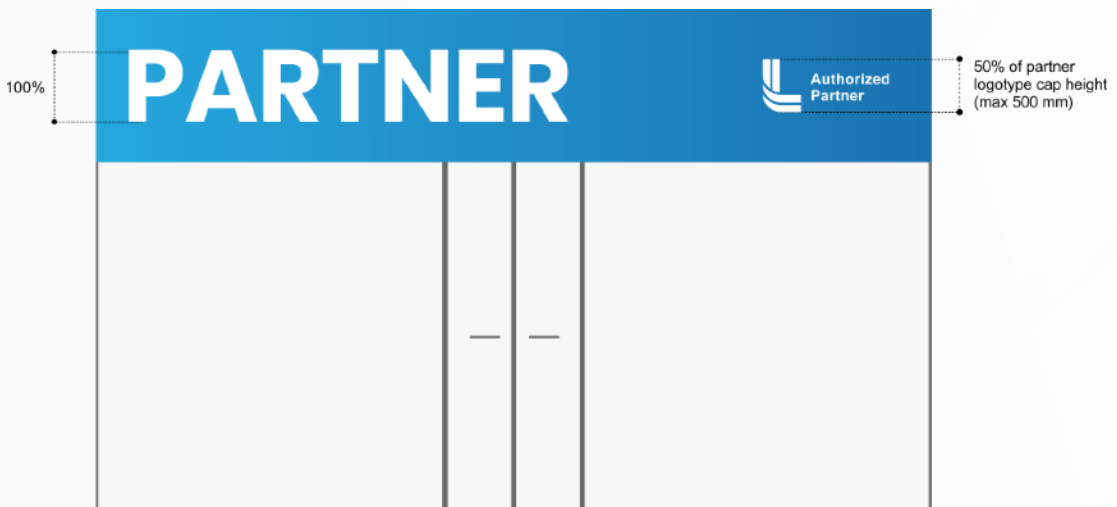 PARTNER
100%
Authorized
Partner
50% of partner
logotype cap height
(max 500 mm)